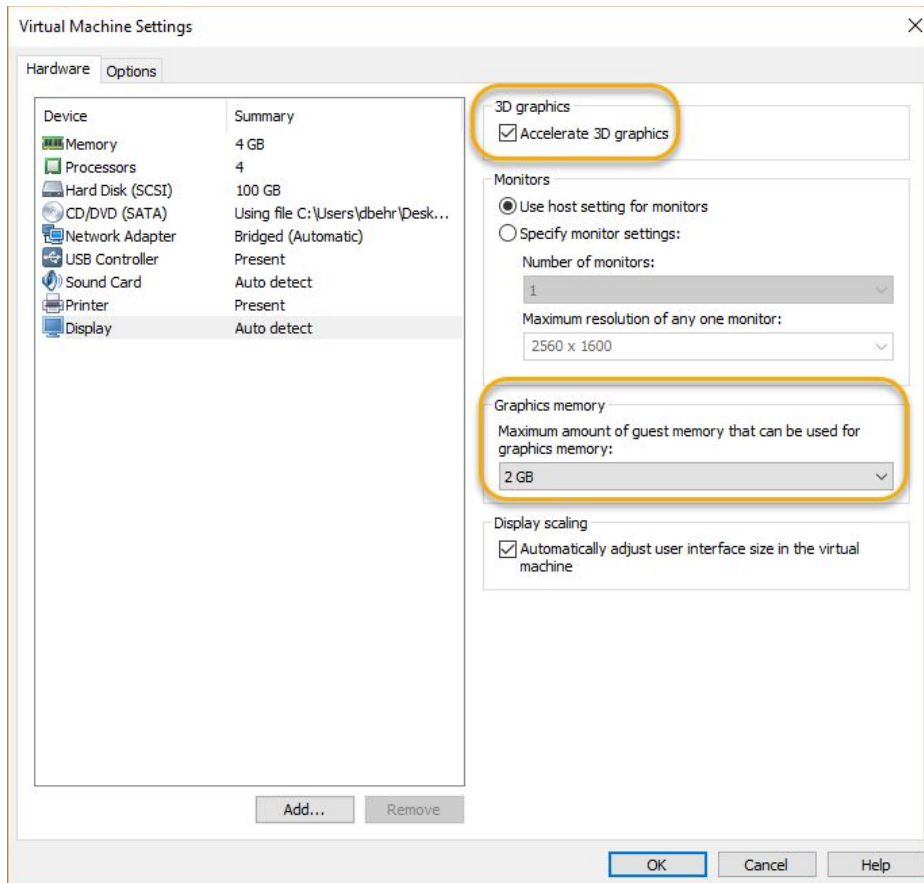 Virtual Machine Settings
Hardware Options
Device Summary
Memory 4 GB
Processors 4
Hard Disk (SCSI) 100 GB
CD/DVD (SATA) Using file C:\Users\dbehr\Desk...
Network Adapter Bridged (Automatic)
USB Controller Present
Sound Card Auto detect
Printer Present
Display Auto detect
Add... Remove
3D graphics
Accelerate 3D graphics
Monitors
Use host setting for monitors
Specify monitor settings:
Number of monitors:
1
Maximum resolution of any one monitor:
2560 x 1600
Graphics memory
Maximum amount of guest memory that can be used for
graphics memory:
2 GB
Display scaling
Automatically adjust user interface size in the virtual
machine
OK Cancel Help